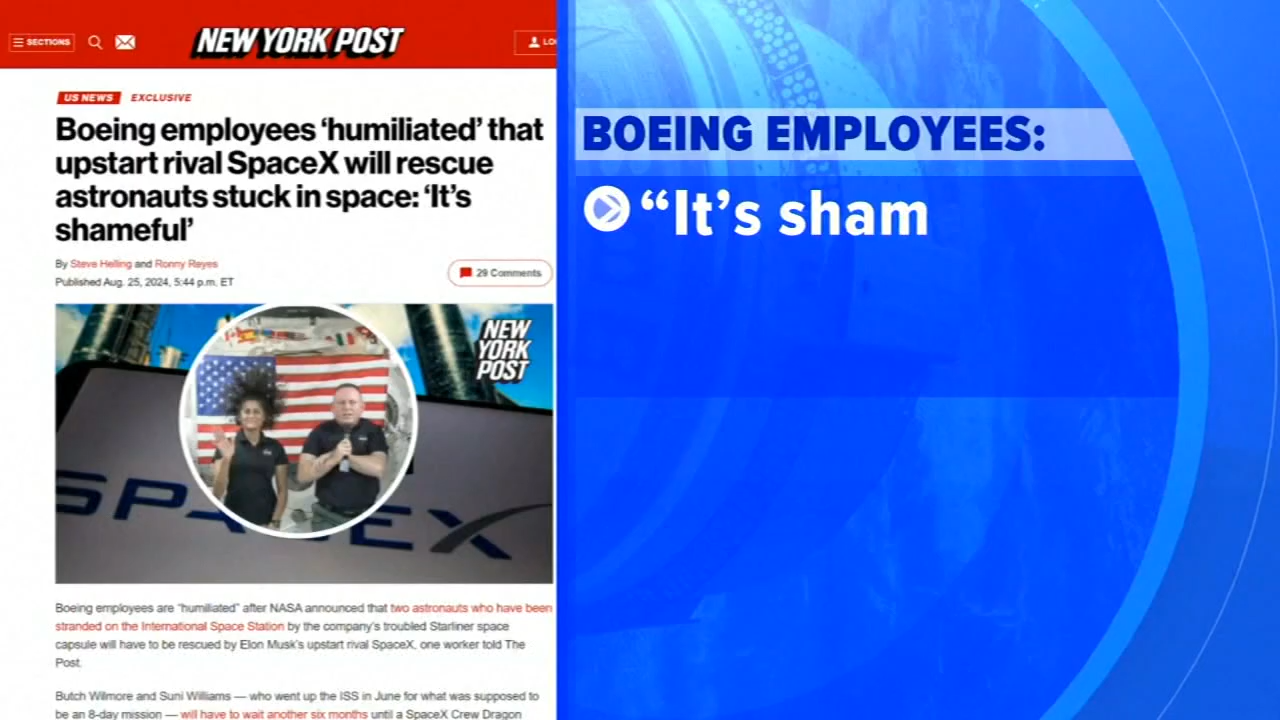 SECTIONS
NEW YORK POST
LO
US NEWS EXCLUSIVE
Boeing employees ‘humiliated’ that
upstart rival SpaceX will rescue
astronauts stuck in space: ‘It’s
shameful’
By Steve Helling and Ronny Reyes
Published Aug. 25, 2024, 5:44 p.m. ET
29 Comments
NEW
YORK
POST
SPACEX
Boeing employees are “humiliated” after NASA announced that two astronauts who have been
stranded on the International Space Station by the company’s troubled Starliner space
capsule will have to be rescued by Elon Musk’s upstart rival SpaceX, one worker told The
Post.
Butch Wilmore and Suni Williams — who went up the ISS in June for what was supposed to
be an 8-day mission — will have to wait another six months until a SpaceX Crew Dragon
BOEING EMPLOYEES:
“It’s sham